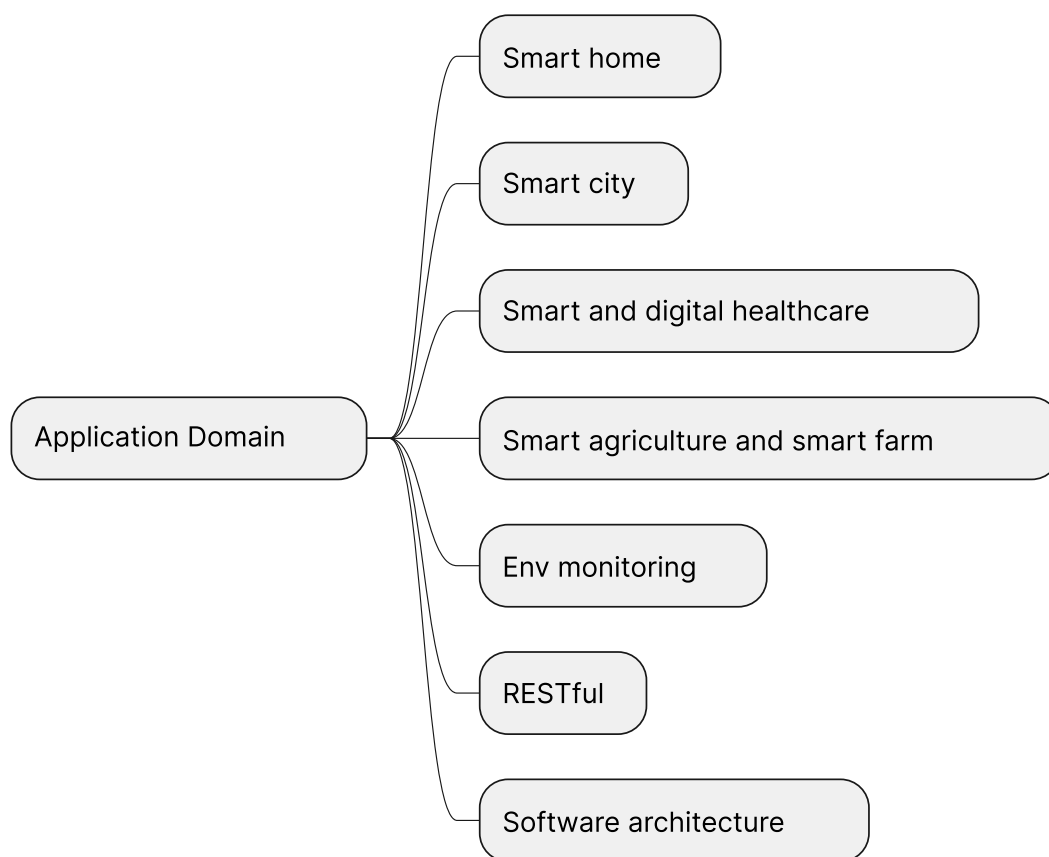 Smart home
Smart city
Smart and digital healthcare
Application Domain
Smart agriculture and smart farm
Env monitoring
RESTful
Software architecture